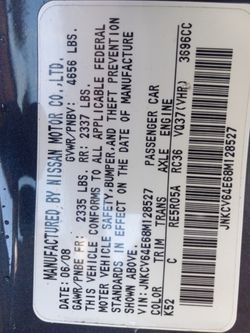 MANUFACTURED BY NISSAN MOTOR CO.,LTD.
DATE: 06/08 GVWR/PNBV: 4656 LBS.
GAWR/PNBE FR: 2335 LBS. RR: 2337 LBS.
THIS VEHICLE CONFORMS TO ALL APPLICABLE FEDERAL
MOTOR VEHICLE SAFETY,BUMPER,AND THEFT PREVENTION
STANDARDS IN EFFECT ON THE DATE OF MANUFACTURE
SHOWN ABOVE.
VIN:JNKCV64E68M128527 PASSENGER CAR
COLOR TRIM TRANS AXLE ENGINE
K52 C RE5R05A RC36 VQ37(VHR) 3696CC
JNKCV64E68M128527